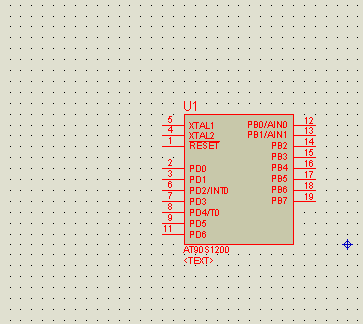 U1
5 XTAL1 PB0/AIN0 12
4 XTAL2 PB1/AIN1 13
1 RESET PB2 14
PB3 15
2 PD0 PB4 16
3 PD1 PB5 17
6 PD2/INT0 PB6 18
7 PD3 PB7 19
8 PD4/T0
9 PD5
11 PD6
AT90S1200
<TEXT>